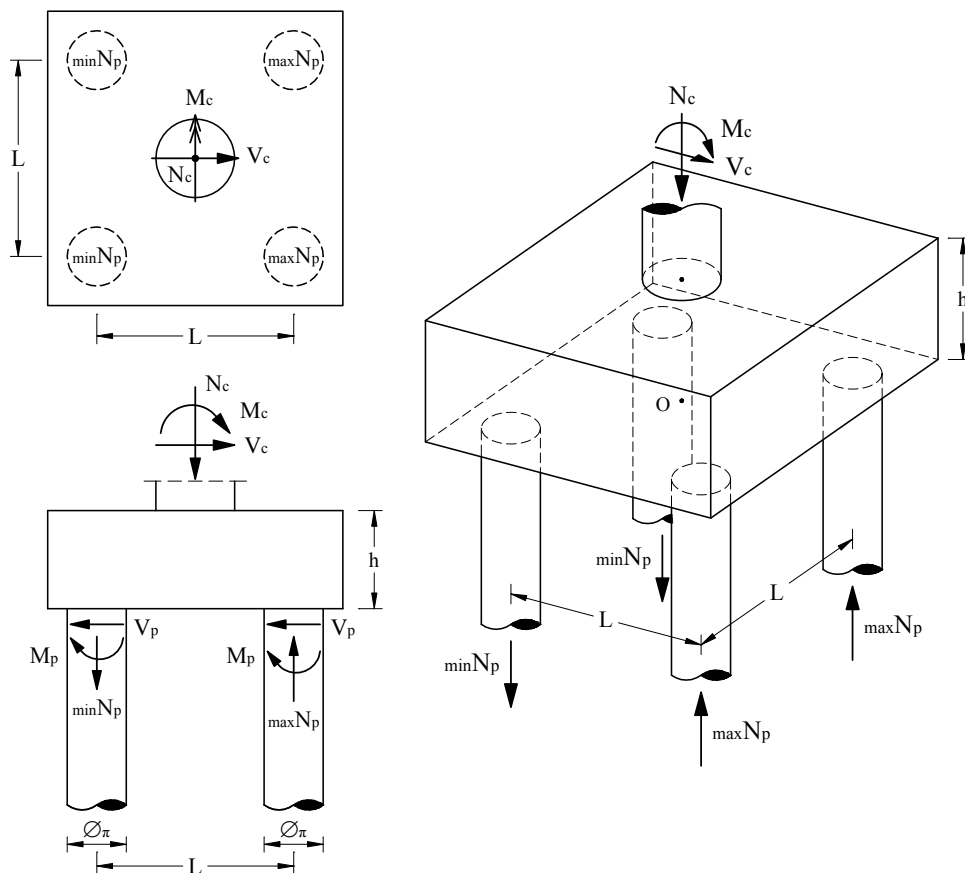 minNp maxNp
Mc
Vc
Nc
L
minNp maxNp
L
Nc
Mc
Vc
h
Vp Vp
Mp Mp
minNp maxNp
∅π ∅π
L
Nc
Mc
Vc
h
O
minNp
L L
minNp maxNp
maxNp